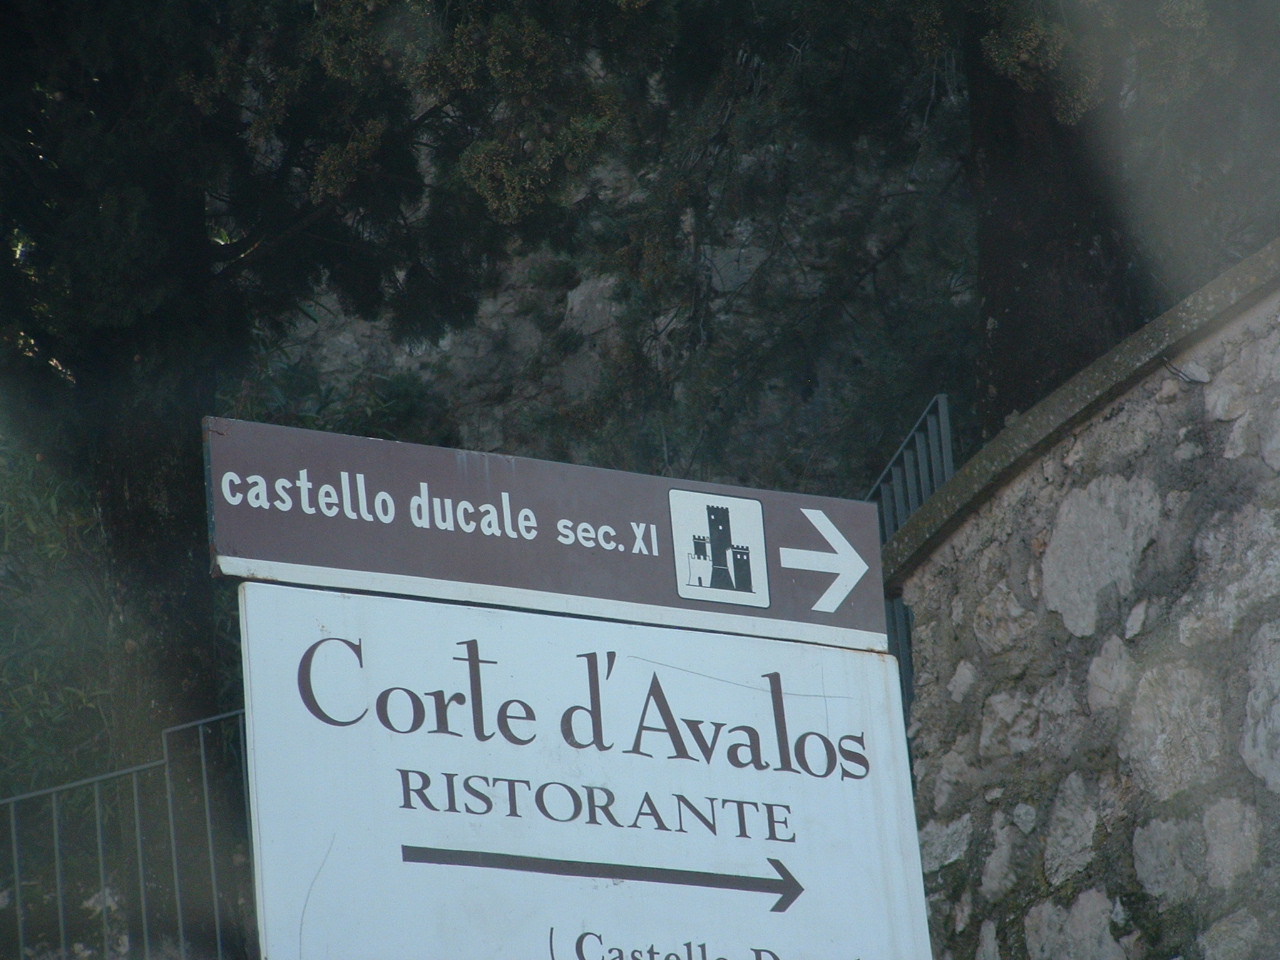 castello ducale sec. XI
Corte d'Avalos
RISTORANTE
( Castello